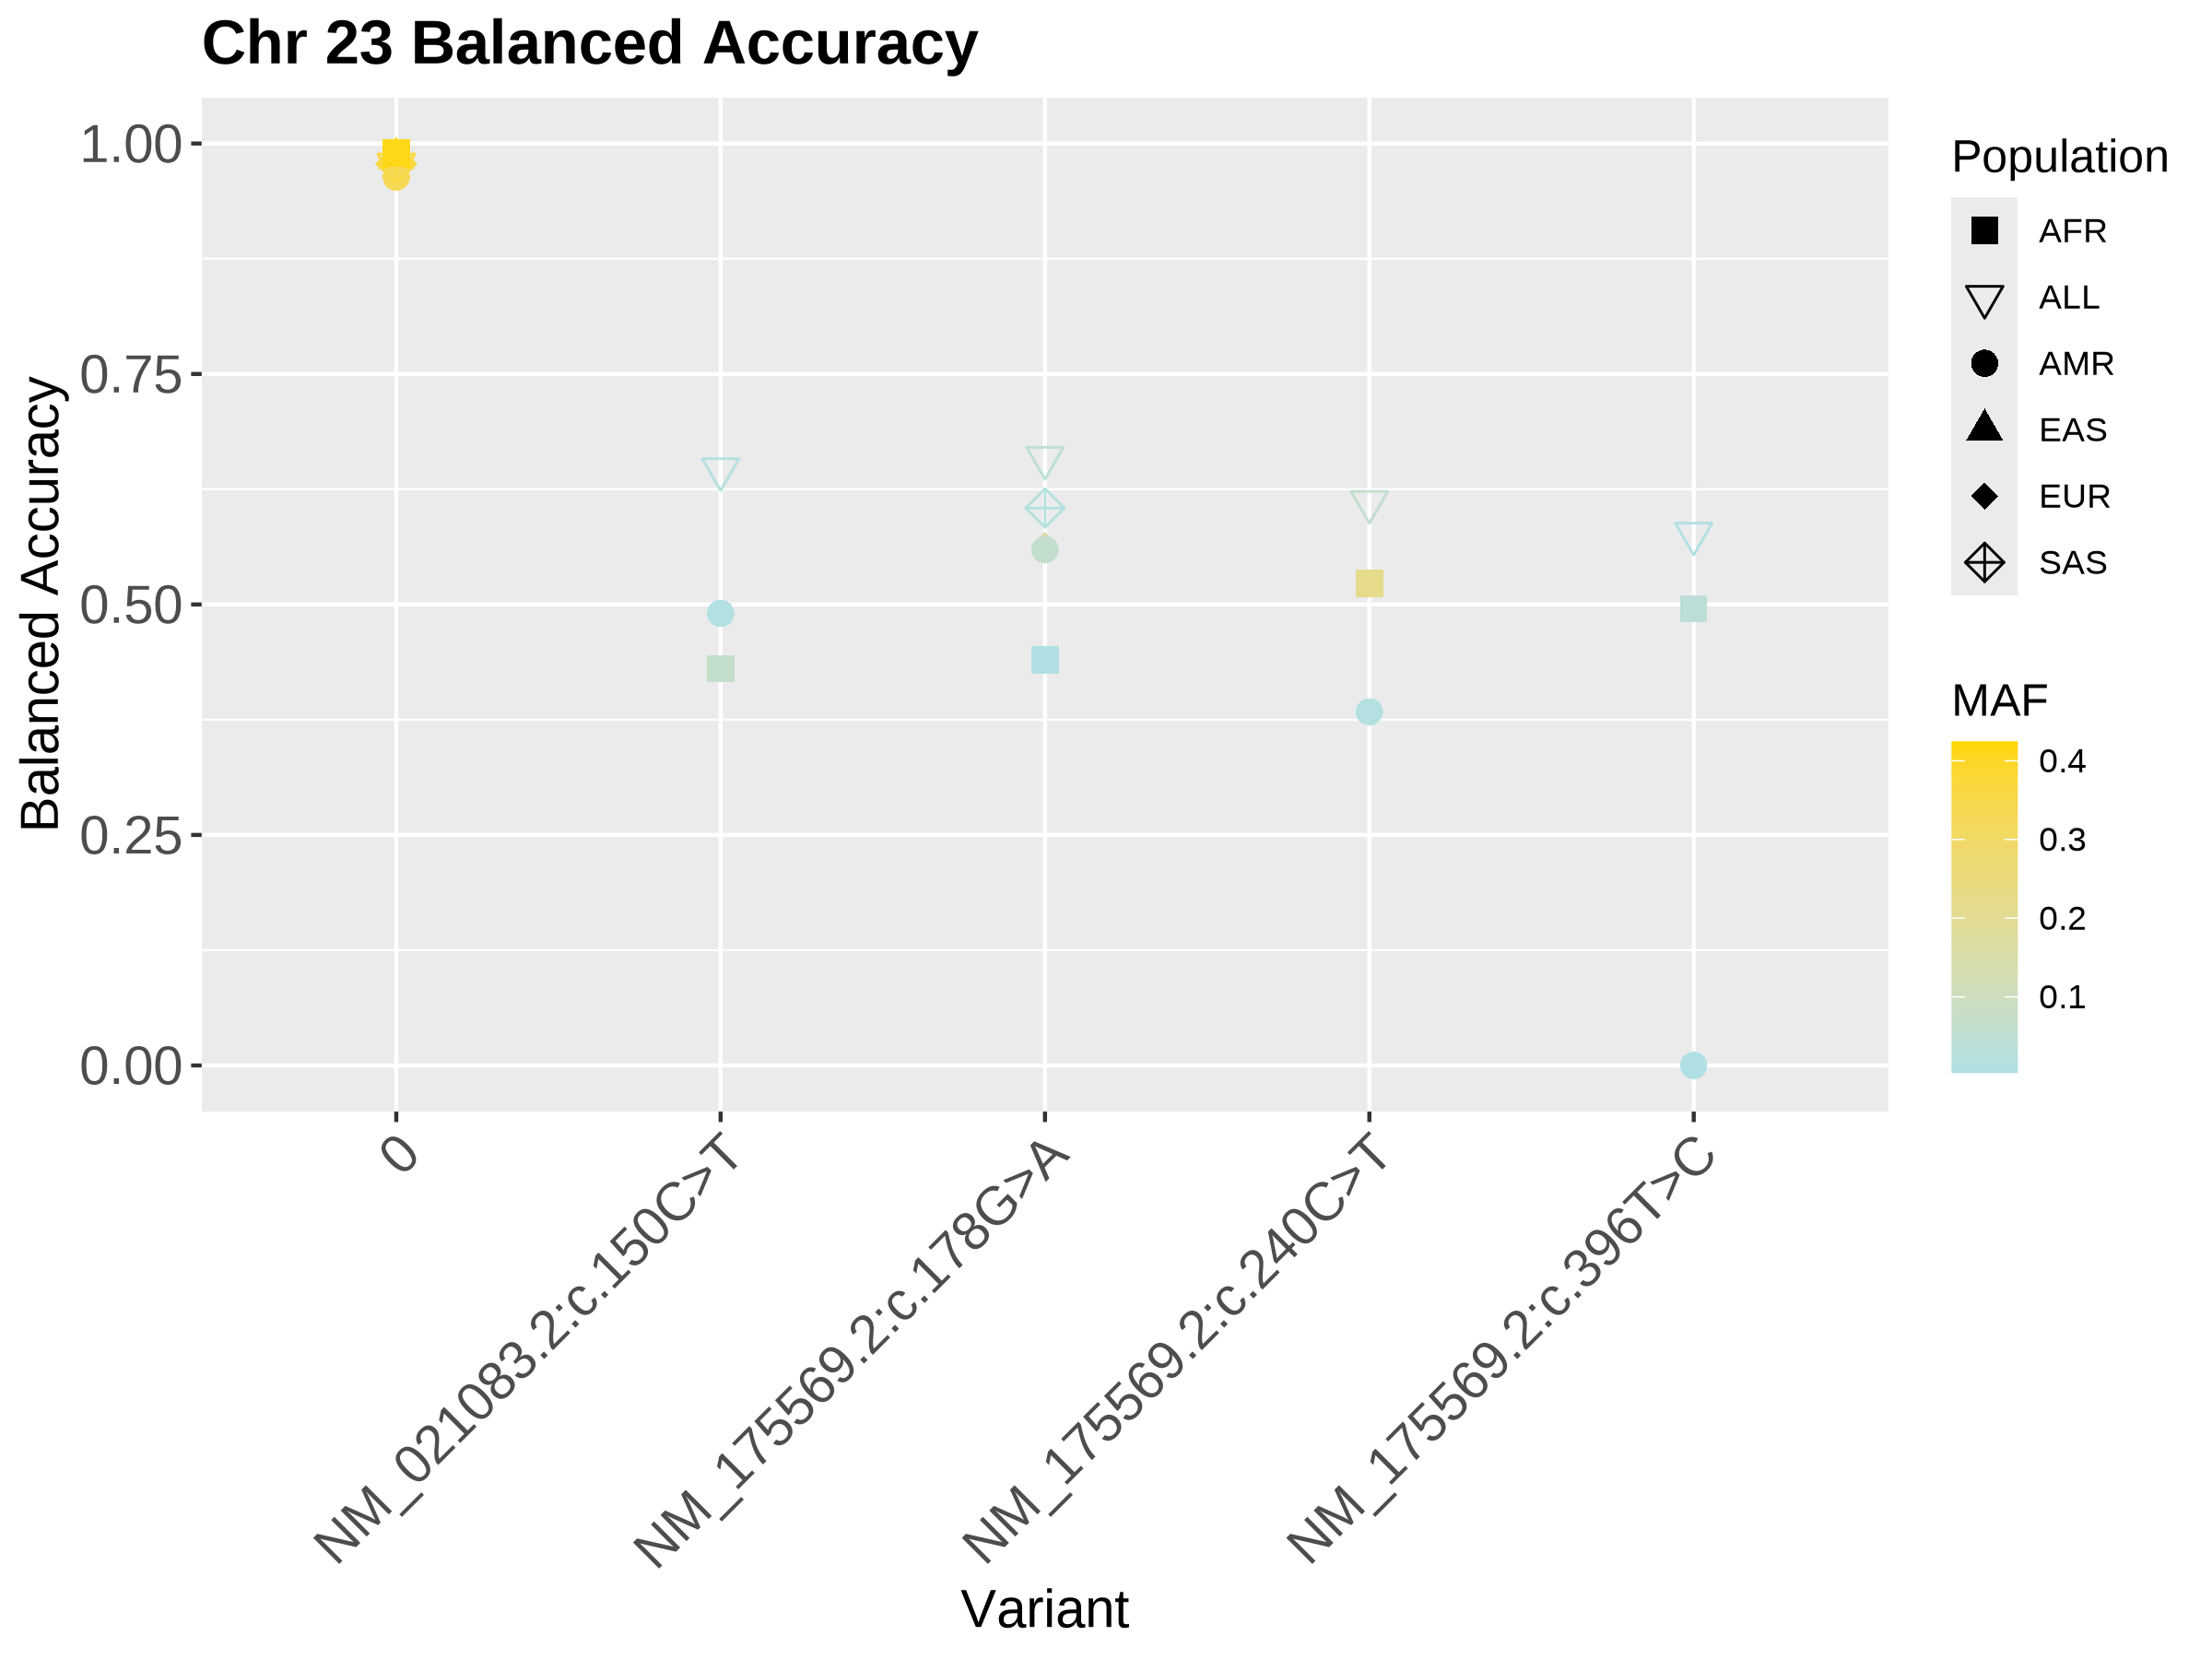 Chr 23 Balanced Accuracy
Balanced Accuracy
1.00
0.75
0.50
0.25
0.00
0
NM_021083.2:c.150C>T
NM_175569.2:c.178G>A
NM_175569.2:c.240C>T
NM_175569.2:c.396T>C
Variant
Population
AFR
ALL
AMR
EAS
EUR
SAS
MAF
0.4
0.3
0.2
0.1